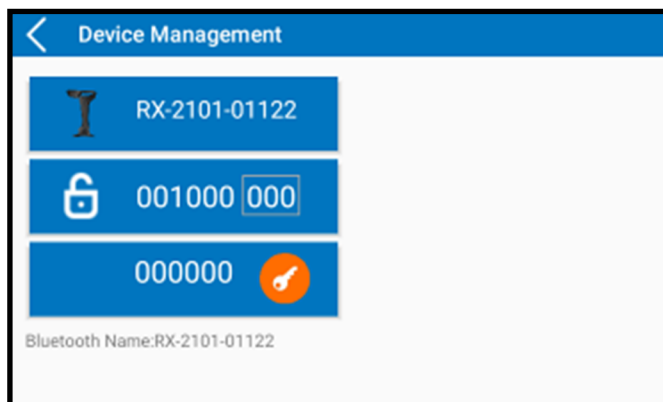 Device Management
RX-2101-01122
001000 000
000000
Bluetooth Name:RX-2101-01122